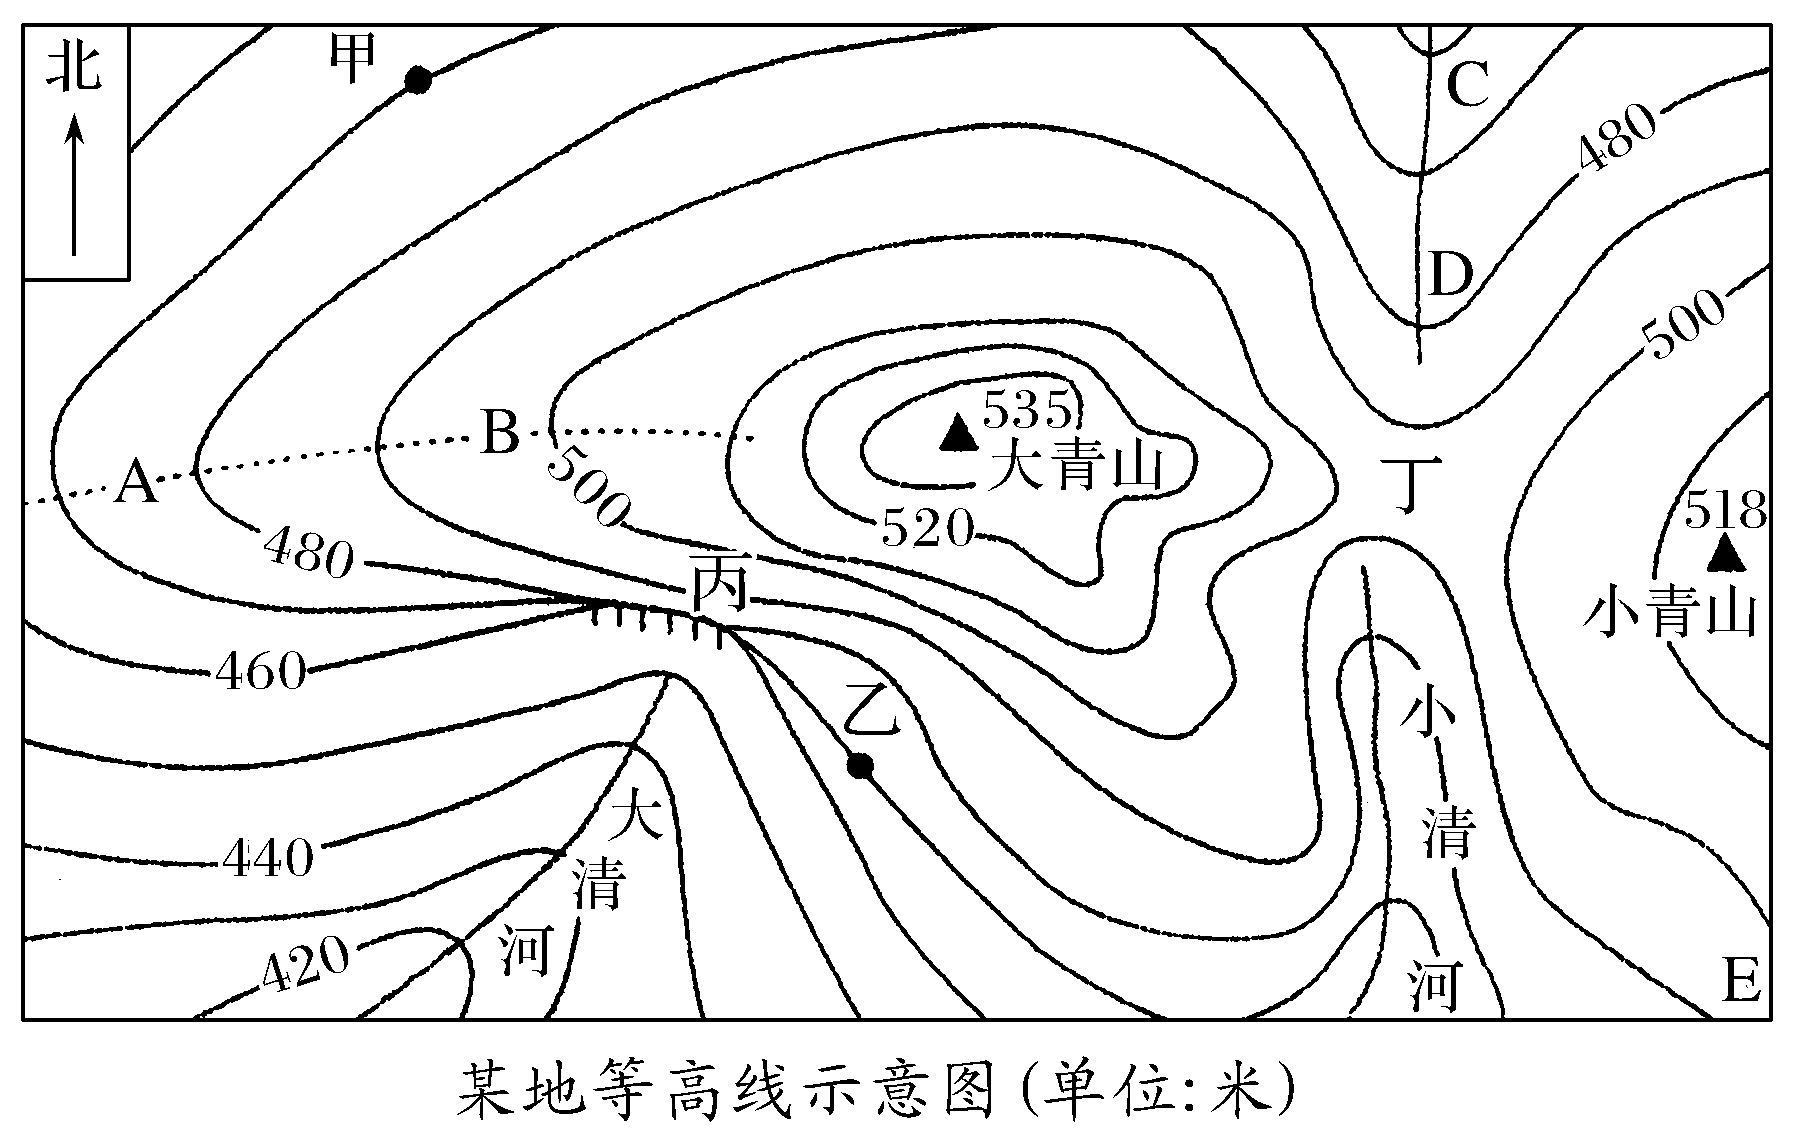 北
甲
C
480
D
500
B
535
大青山
A
500
丁
518
520
480
丙
小青山
460
乙
小
大
440
清
清
河
420
河
E
某地等高线示意图(单位:米)